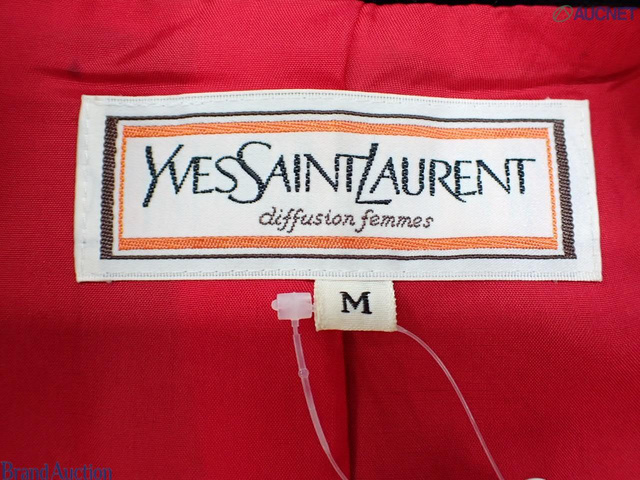 AUCNET
YVESSAINTLAURENT
diffusion femmes
M
Brand Auction